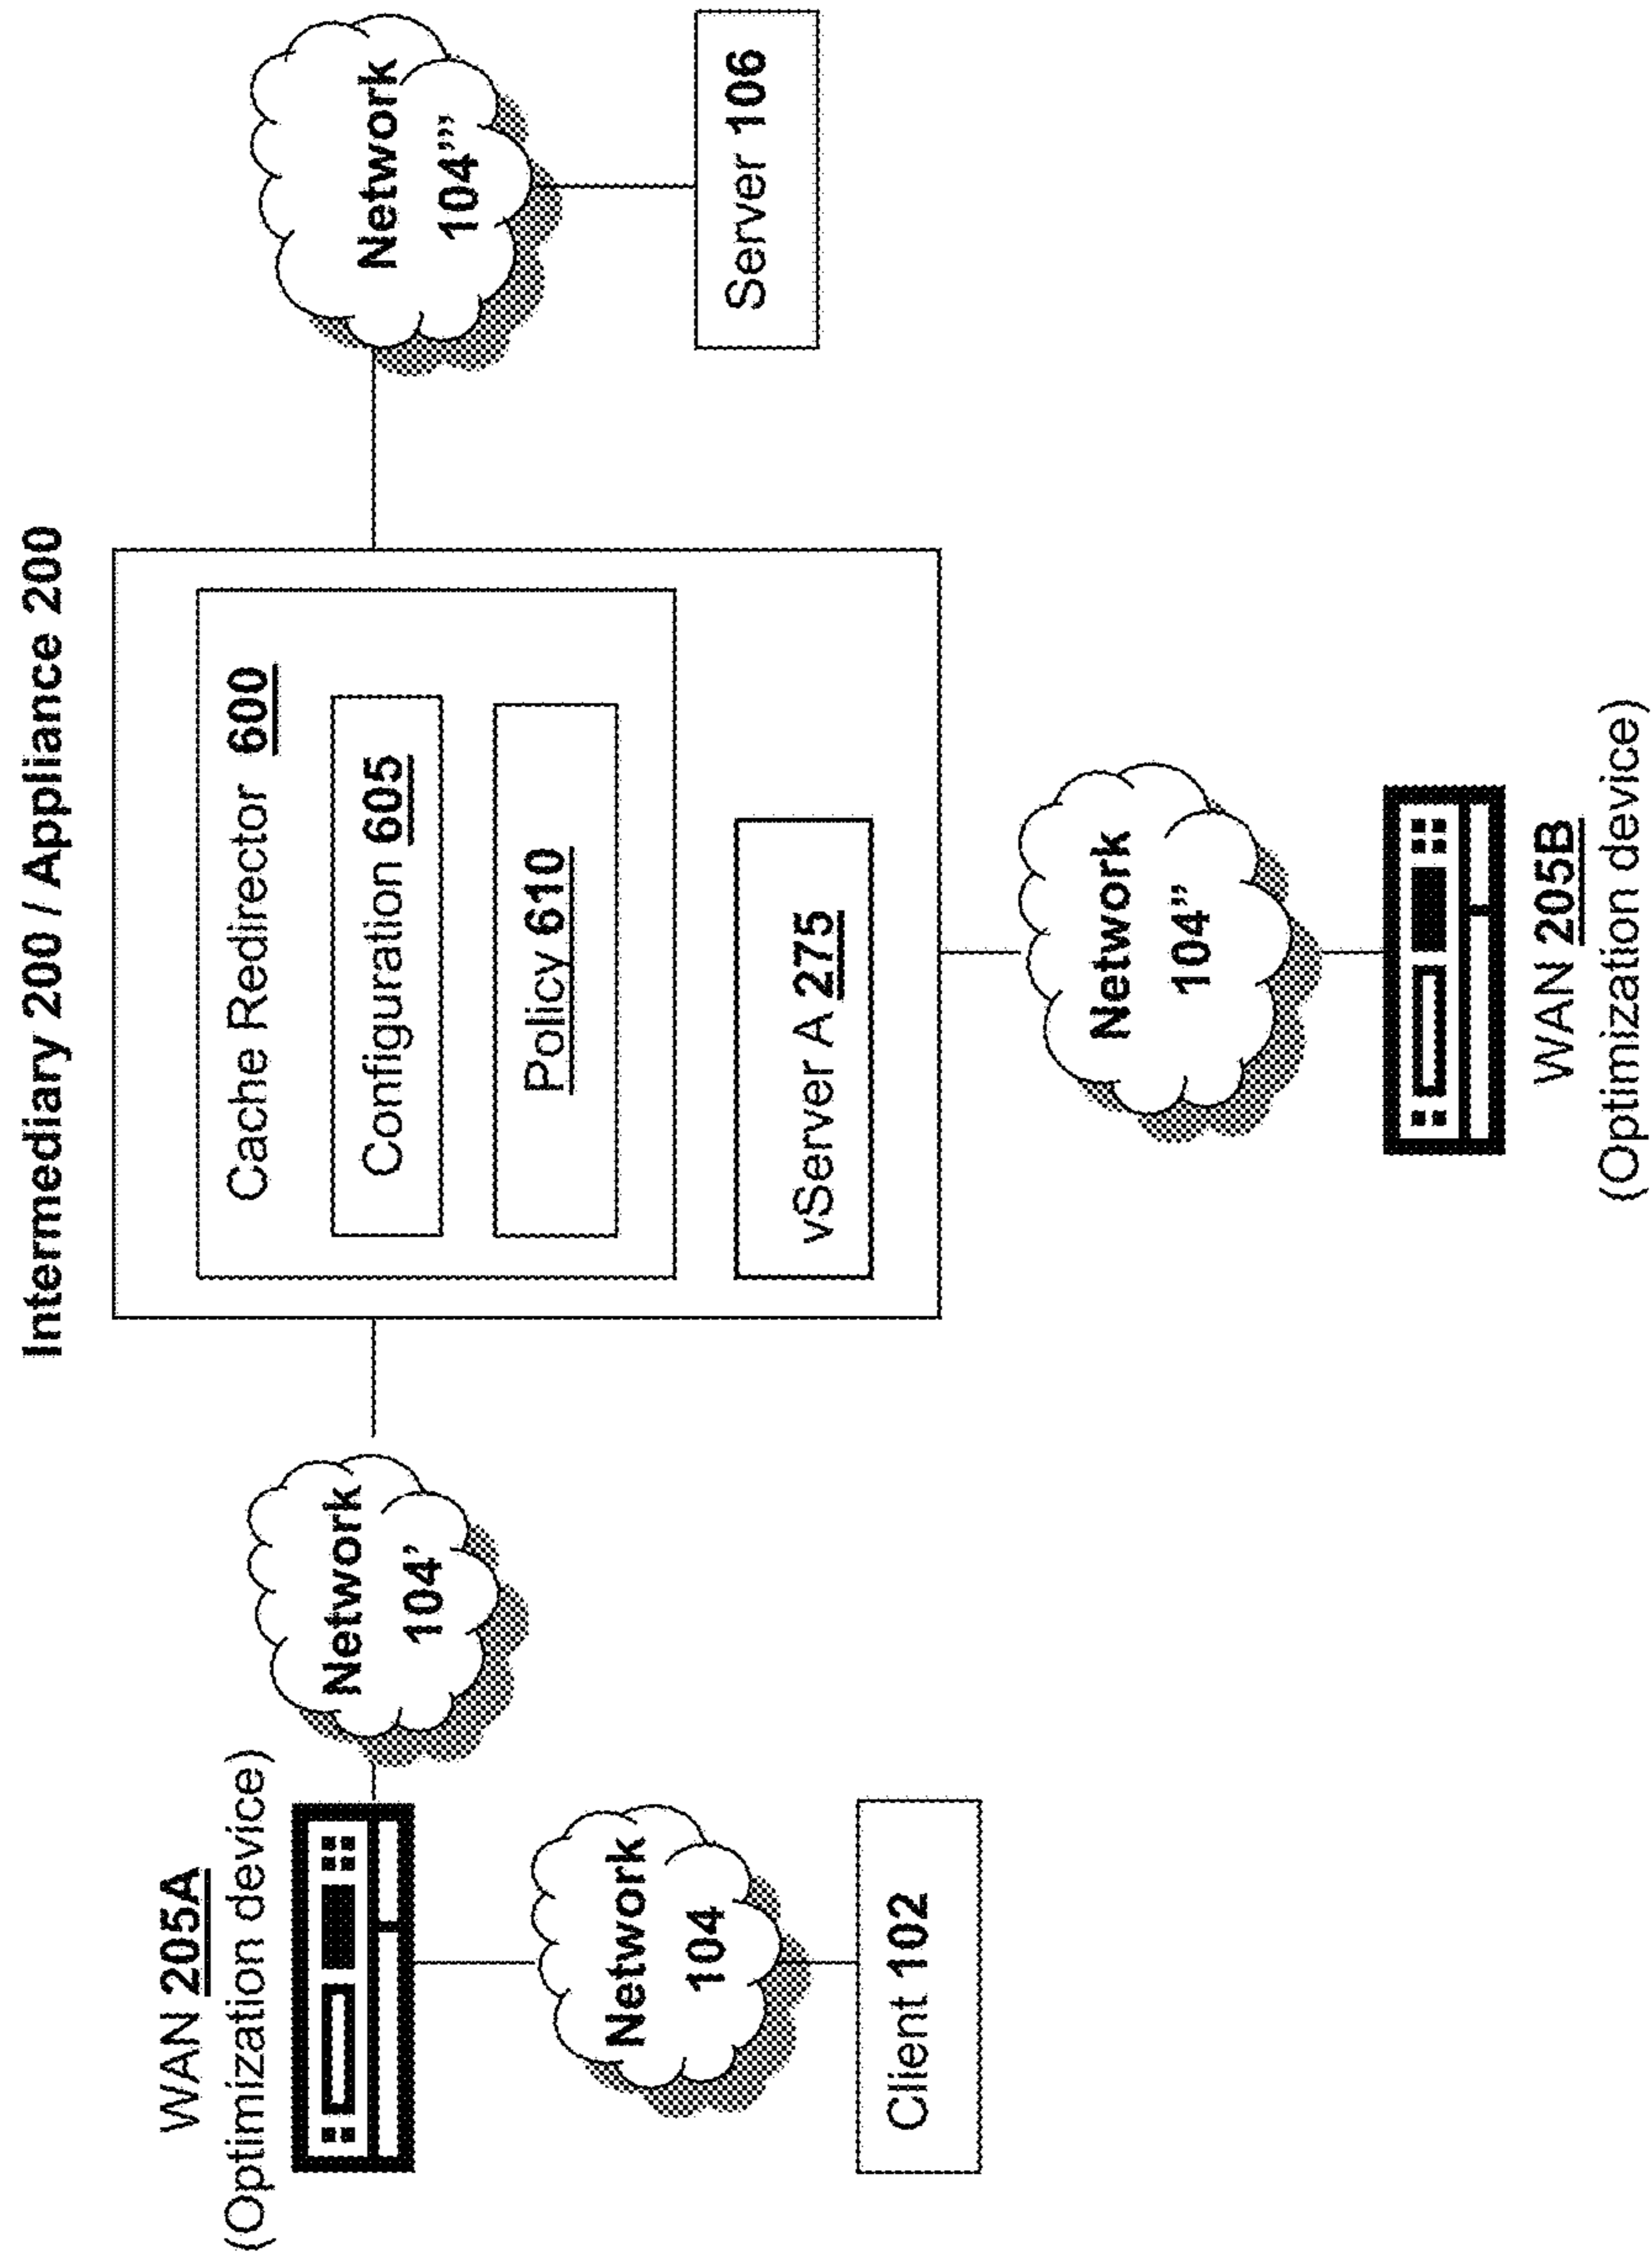 Intermediary 200 / Appliance 200
WAN 205A
(Optimization device)
Network
104'
Cache Redirector 600
Configuration 605
Policy 610
vServer A 275
Network
104'''
Server 106
Network
104
Client 102
Network
104''
WAN 205B
(Optimization device)